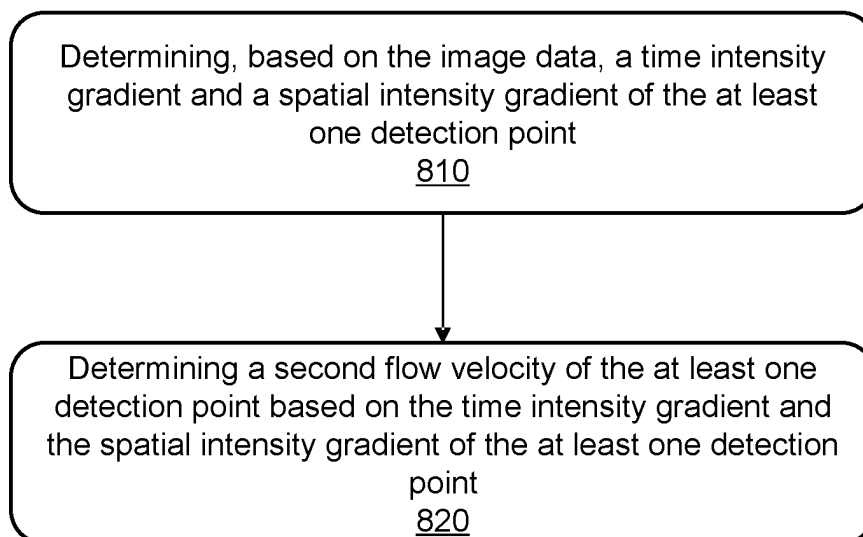 Determining, based on the image data, a time intensity
gradient and a spatial intensity gradient of the at least
one detection point
810
Determining a second flow velocity of the at least one
detection point based on the time intensity gradient and
the spatial intensity gradient of the at least one detection
point
820